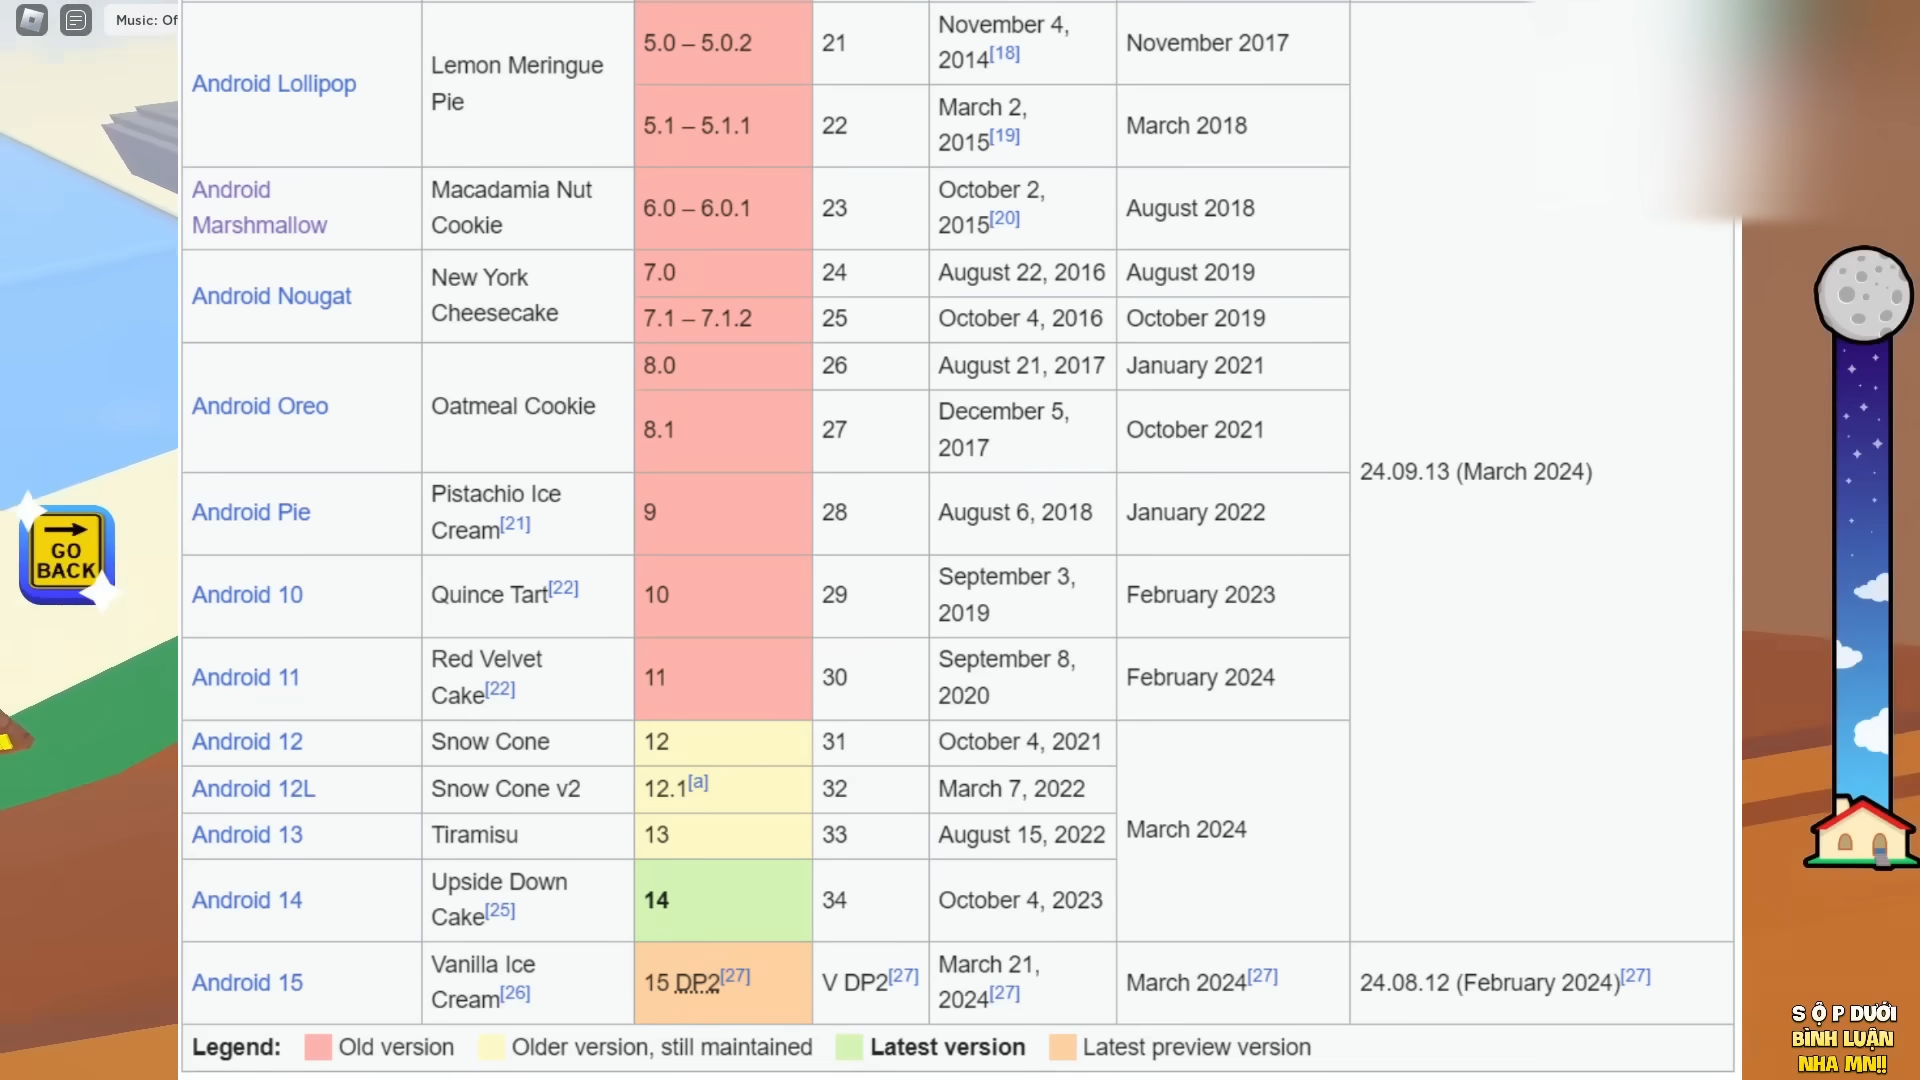 Music: Of
Android Lollipop
Lemon Meringue
Pie
5.0 – 5.0.2
21
November 4,
2014[18]
November 2017
5.1 – 5.1.1
22
March 2,
2015[19]
March 2018
Android
Marshmallow
Macadamia Nut
Cookie
6.0 – 6.0.1
23
October 2,
2015[20]
August 2018
Android Nougat
New York
Cheesecake
7.0
24
August 22, 2016
August 2019
7.1 – 7.1.2
25
October 4, 2016
October 2019
Android Oreo
Oatmeal Cookie
8.0
26
August 21, 2017
January 2021
8.1
27
December 5,
2017
October 2021
24.09.13 (March 2024)
Android Pie
Pistachio Ice
Cream[21]
9
28
August 6, 2018
January 2022
GO
BACK
Android 10
Quince Tart[22]
10
29
September 3,
2019
February 2023
Android 11
Red Velvet
Cake[22]
11
30
September 8,
2020
February 2024
Android 12
Snow Cone
12
31
October 4, 2021
Android 12L
Snow Cone v2
12.1[a]
32
March 7, 2022
March 2024
Android 13
Tiramisu
13
33
August 15, 2022
Android 14
Upside Down
Cake[25]
14
34
October 4, 2023
Android 15
Vanilla Ice
Cream[26]
15 DP2[27]
V DP2[27]
March 21,
2024[27]
March 2024[27]
24.08.12 (February 2024)[27]
Legend: Old version Older version, still maintained Latest version Latest preview version
S Ộ P DƯỚI
BÌNH LUẬN
NHA MN!!